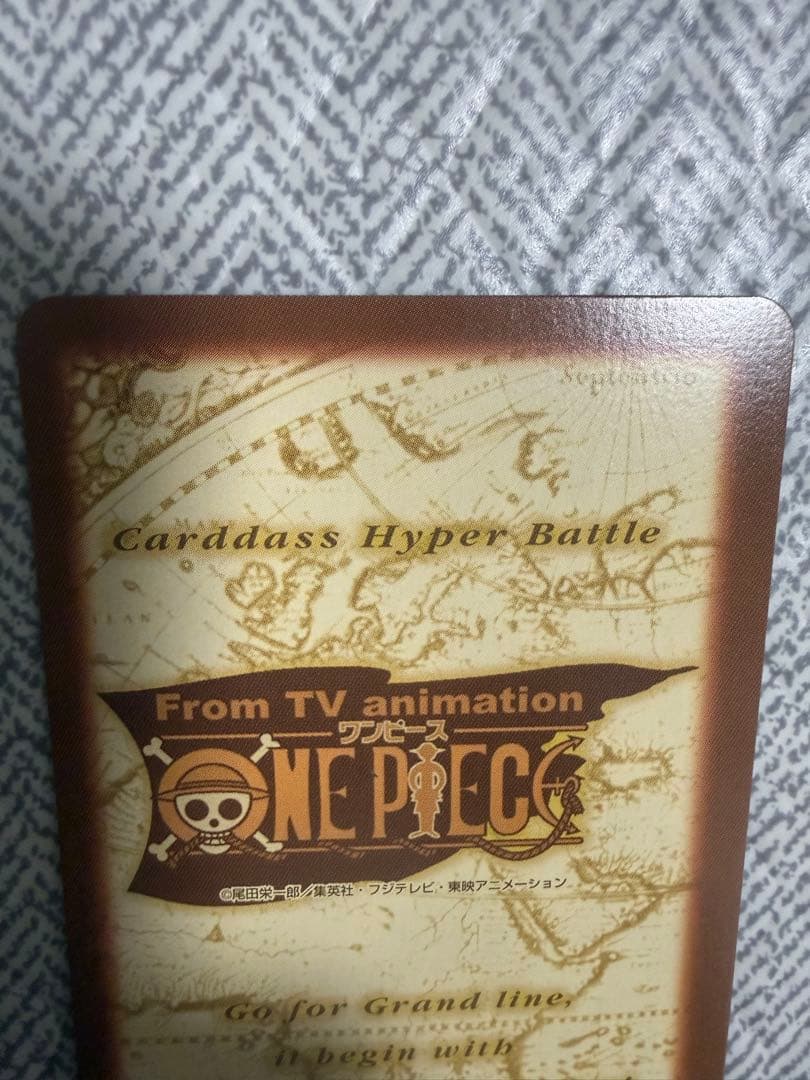 Septentrio
Carddass Hyper Battle
From TV animation
ワンピース
ONE PIECE
©尾田栄一郎／集英社・フジテレビ・東映アニメーション
Go for Grand line,
it begin with